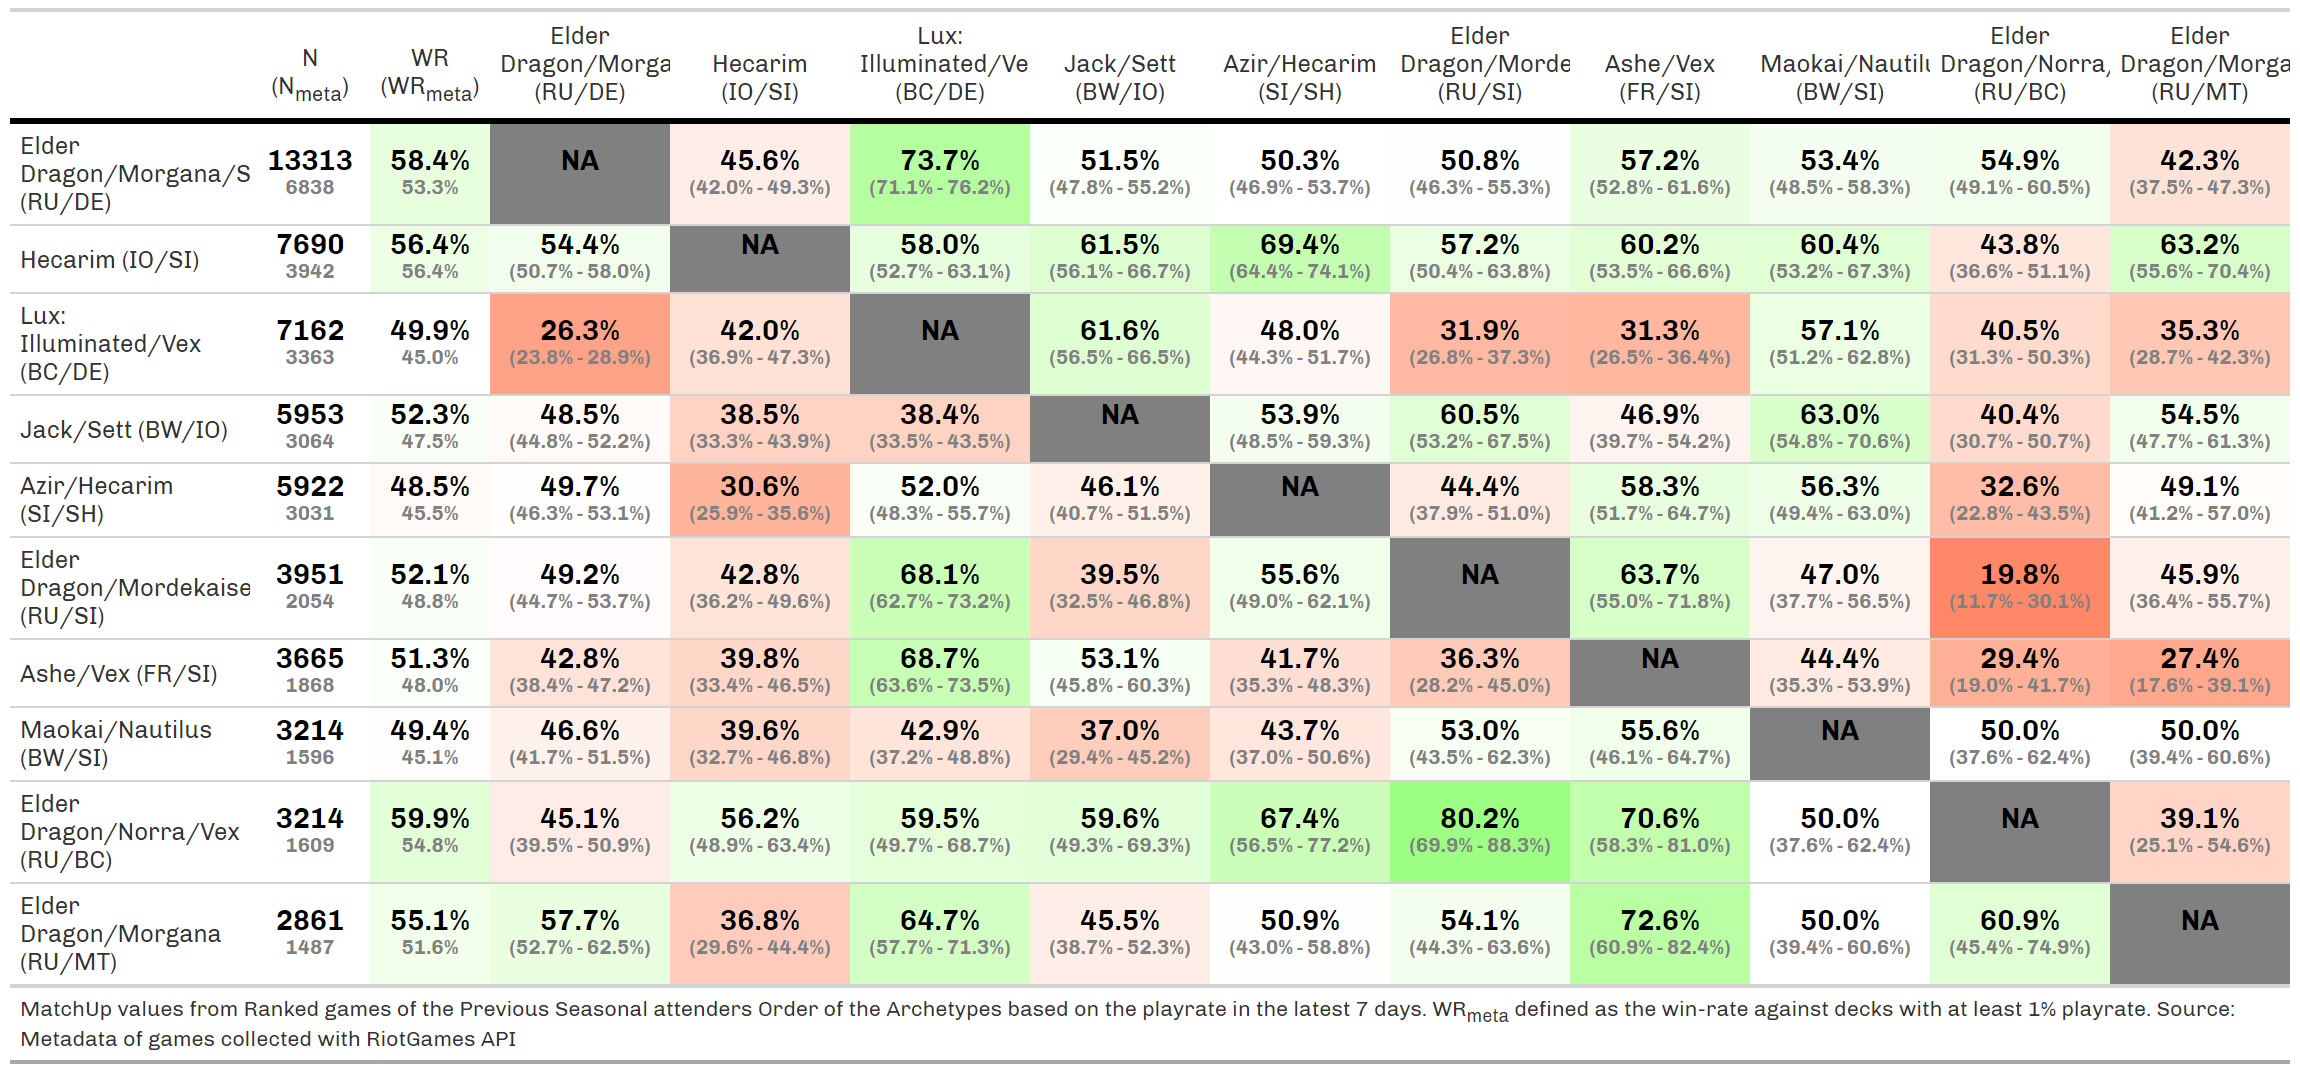 N (Nmeta) WR (WRmeta) Elder Dragon/Morga (RU/DE) Hecarim (IO/SI) Lux: Illuminated/Ve (BC/DE) Jack/Sett (BW/IO) Azir/Hecarim (SI/SH) Elder Dragon/Morde (RU/SI) Ashe/Vex (FR/SI) Maokai/Nautil (BW/SI) Elder Dragon/Norra/ (RU/BC) Elder Dragon/Morga (RU/MT)
Elder
Dragon/Morgana/S
(RU/DE)
13313 58.4% NA 45.6% 73.7% 51.5% 50.3% 50.8% 57.2% 53.4% 54.9% 42.3%
6838 53.3% (42.0% - 49.3%) (71.1% - 76.2%) (47.8% - 55.2%) (46.9% - 53.7%) (46.3% - 55.3%) (52.8% - 61.6%) (48.5% - 58.3%) (49.1% - 60.5%) (37.5% - 47.3%)
Hecarim (IO/SI)
7690 56.4% 54.4% NA 58.0% 61.5% 69.4% 57.2% 60.2% 60.4% 43.8% 63.2%
3942 56.4% (50.7% - 58.0%) (52.7% - 63.1%) (56.1% - 66.7%) (64.4% - 74.1%) (50.4% - 63.8%) (53.5% - 66.6%) (53.2% - 67.3%) (36.6% - 51.1%) (55.6% - 70.4%)
Lux:
Illuminated/Vex
(BC/DE)
7162 49.9% 26.3% 42.0% NA 61.6% 48.0% 31.9% 31.3% 57.1% 40.5% 35.3%
3363 45.0% (23.8% - 28.9%) (36.9% - 47.3%) (56.5% - 66.5%) (44.3% - 51.7%) (26.8% - 37.3%) (26.5% - 36.4%) (51.2% - 62.8%) (31.3% - 50.3%) (28.7% - 42.3%)
Jack/Sett (BW/IO)
5953 52.3% 48.5% 38.5% 38.4% NA 53.9% 60.5% 46.9% 63.0% 40.4% 54.5%
3064 47.5% (44.8% - 52.2%) (33.3% - 43.9%) (33.5% - 43.5%) (48.5% - 59.3%) (53.2% - 67.5%) (39.7% - 54.2%) (54.8% - 70.6%) (30.7% - 50.7%) (47.7% - 61.3%)
Azir/Hecarim
(SI/SH)
5922 48.5% 49.7% 30.6% 52.0% 46.1% NA 44.4% 58.3% 56.3% 32.6% 49.1%
3031 45.5% (46.3% - 53.1%) (25.9% - 35.6%) (48.3% - 55.7%) (40.7% - 51.5%) (37.9% - 51.0%) (51.7% - 64.7%) (49.4% - 63.0%) (22.8% - 43.5%) (41.2% - 57.0%)
Elder
Dragon/Mordekaise
(RU/SI)
3951 52.1% 49.2% 42.8% 68.1% 39.5% 55.6% NA 63.7% 47.0% 19.8% 45.9%
2054 48.8% (44.7% - 53.7%) (36.2% - 49.6%) (62.7% - 73.2%) (32.5% - 46.8%) (49.0% - 62.1%) (55.0% - 71.8%) (37.7% - 56.5%) (11.7% - 30.1%) (36.4% - 55.7%)
Ashe/Vex (FR/SI)
3665 51.3% 42.8% 39.8% 68.7% 53.1% 41.7% 36.3% NA 44.4% 29.4% 27.4%
1868 48.0% (38.4% - 47.2%) (33.4% - 46.5%) (63.6% - 73.5%) (45.8% - 60.3%) (35.3% - 48.3%) (28.2% - 45.0%) (35.3% - 53.9%) (19.0% - 41.7%) (17.6% - 39.1%)
Maokai/Nautilus
(BW/SI)
3214 49.4% 46.6% 39.6% 42.9% 37.0% 43.7% 53.0% 55.6% NA 50.0% 50.0%
1596 45.1% (41.7% - 51.5%) (32.7% - 46.8%) (37.2% - 48.8%) (29.4% - 45.2%) (37.0% - 50.6%) (43.5% - 62.3%) (46.1% - 64.7%) (37.6% - 62.4%) (39.4% - 60.6%)
Elder
Dragon/Norra/Vex
(RU/BC)
3214 59.9% 45.1% 56.2% 59.5% 59.6% 67.4% 80.2% 70.6% 50.0% NA 39.1%
1609 54.8% (39.5% - 50.9%) (48.9% - 63.4%) (49.7% - 68.7%) (49.3% - 69.3%) (56.5% - 77.2%) (69.9% - 88.3%) (58.3% - 81.0%) (37.6% - 62.4%) (25.1% - 54.6%)
Elder
Dragon/Morgana
(RU/MT)
2861 55.1% 57.7% 36.8% 64.7% 45.5% 50.9% 54.1% 72.6% 50.0% 60.9% NA
1487 51.6% (52.7% - 62.5%) (29.6% - 44.4%) (57.7% - 71.3%) (38.7% - 52.3%) (43.0% - 58.8%) (44.3% - 63.6%) (60.9% - 82.4%) (39.4% - 60.6%) (45.4% - 74.9%)
MatchUp values from Ranked games of the Previous Seasonal attenders Order of the Archetypes based on the playrate in the latest 7 days. WRmeta defined as the win-rate against decks with at least 1% playrate. Source:
Metadata of games collected with RiotGames API